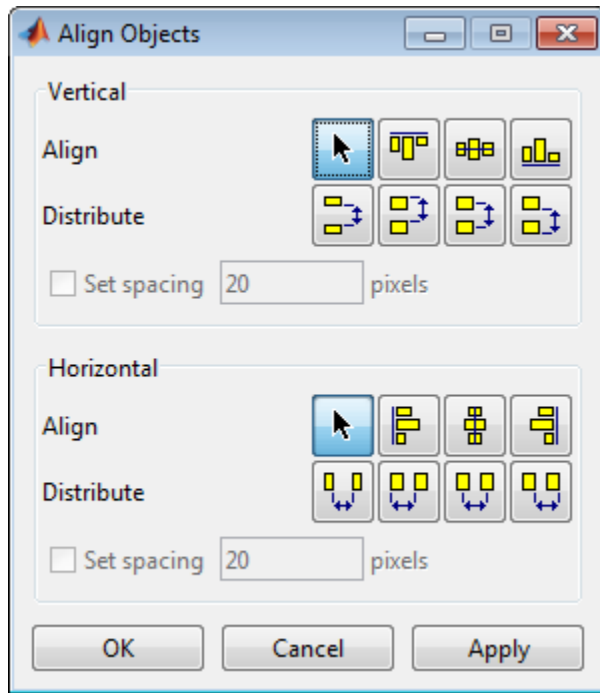 Align Objects
Vertical
Align
Distribute
Set spacing 20 pixels
Horizontal
Align
Distribute
Set spacing 20 pixels
OK Cancel Apply